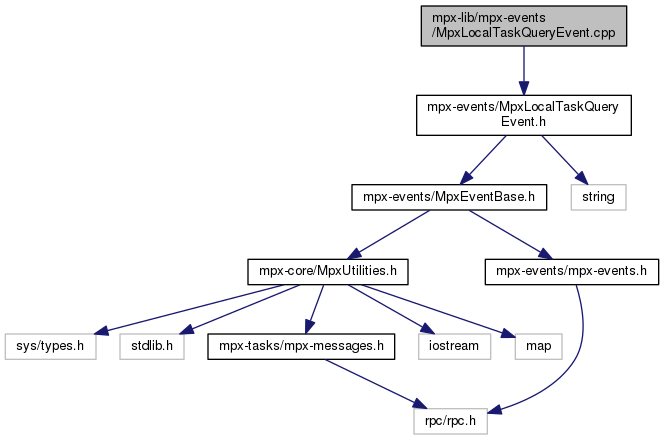 mpx-lib/mpx-events
/MpxLocalTaskQueryEvent.cpp
mpx-events/MpxLocalTaskQuery
Event.h
mpx-events/MpxEventBase.h
string
mpx-core/MpxUtilities.h
mpx-events/mpx-events.h
sys/types.h
stdlib.h
mpx-tasks/mpx-messages.h
iostream
map
rpc/rpc.h